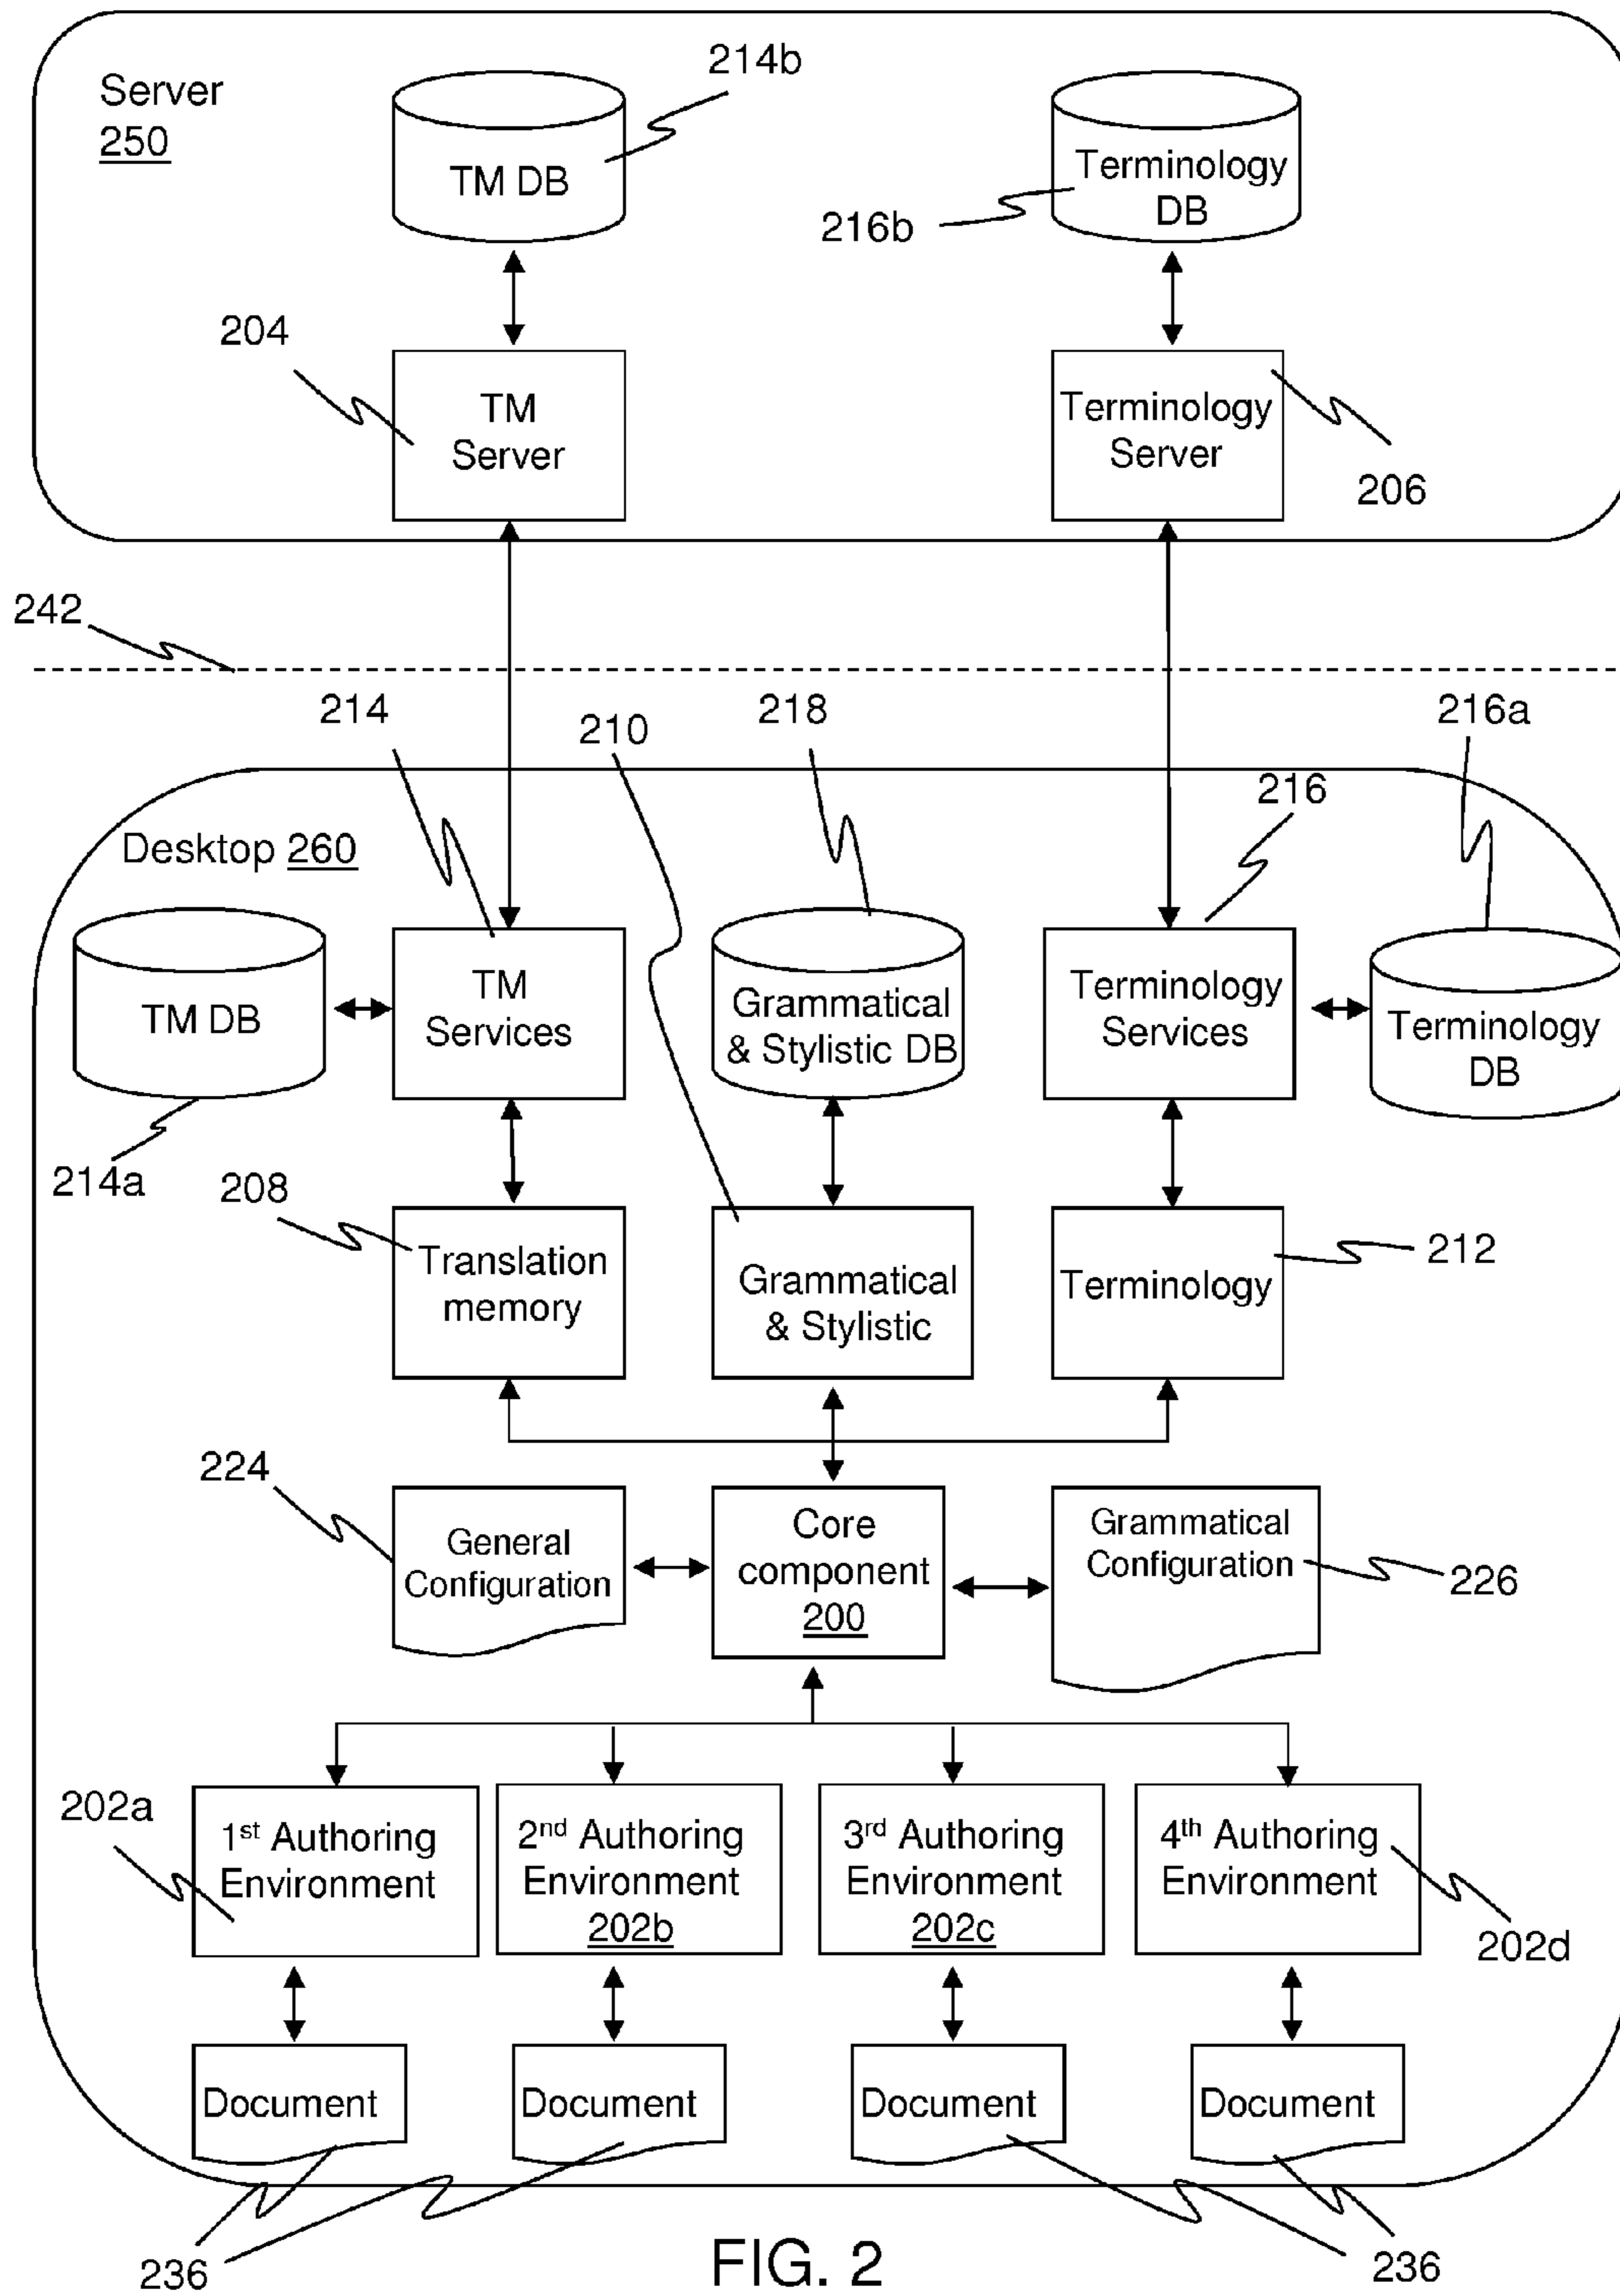 214b
Server
250
TM DB
Terminology
DB
216b
204
TM
Server
Terminology
Server
206
242
214
210
218
216a
216
Desktop 260
TM DB
TM
Services
Grammatical
& Stylistic DB
Terminology
Services
Terminology
DB
214a
208
Translation
memory
Grammatical
& Stylistic
Terminology
212
224
General
Configuration
Core
component
200
Grammatical
Configuration
226
202a
1st Authoring
Environment
2nd Authoring
Environment
202b
3rd Authoring
Environment
202c
4th Authoring
Environment
202d
Document
Document
Document
Document
236
236
FIG. 2